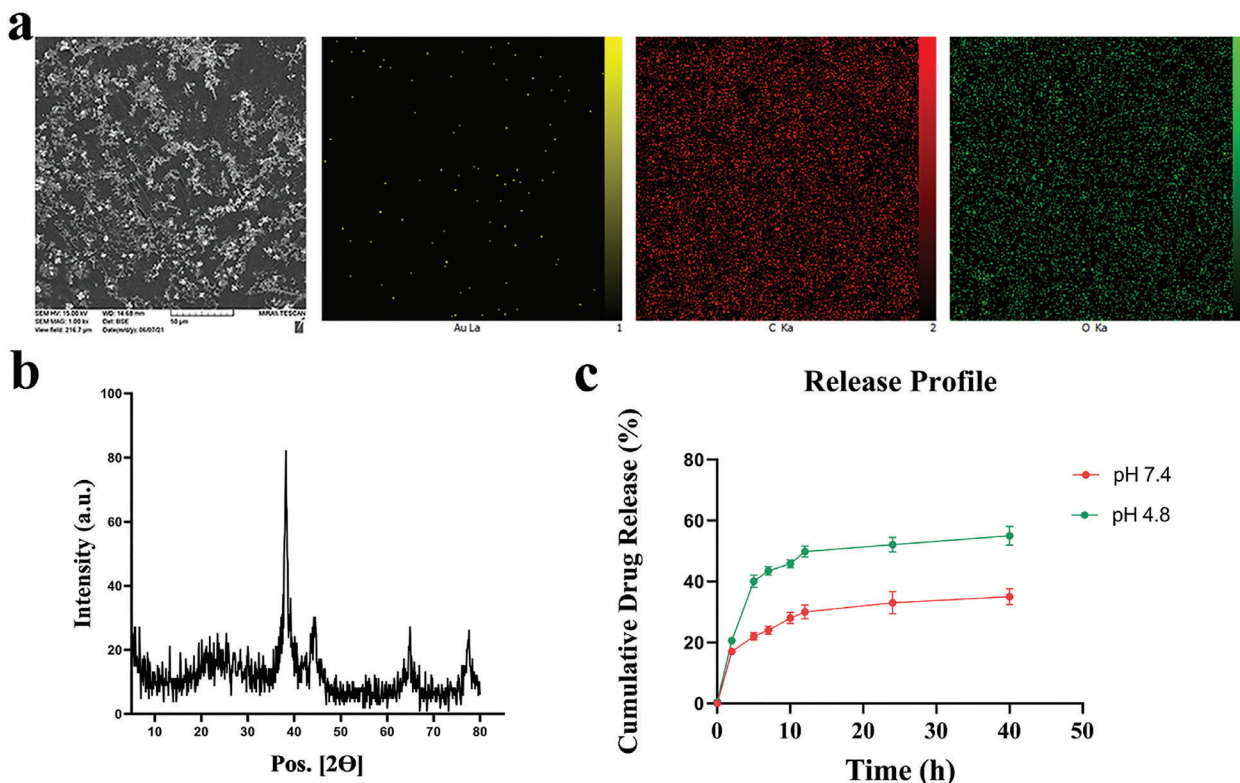 a
SEM HV: 15.00 kV WD: 14.68 mm MIRA\\ TESCAN
SEM MAG: 1.00 kx Det: BSE 50 µm
View field: 216.7 µm Date(m/d/y): 06/07/21
Au La 1
C Ka 2
O Ka
b
100
80
60
40
20
0
Intensity (a.u.)
10 20 30 40 50 60 70 80
Pos. [2Θ]
c
Release Profile
Cumulative Drug Release (%)
80
60
40
20
0
0 10 20 30 40 50
Time (h)
pH 7.4
pH 4.8